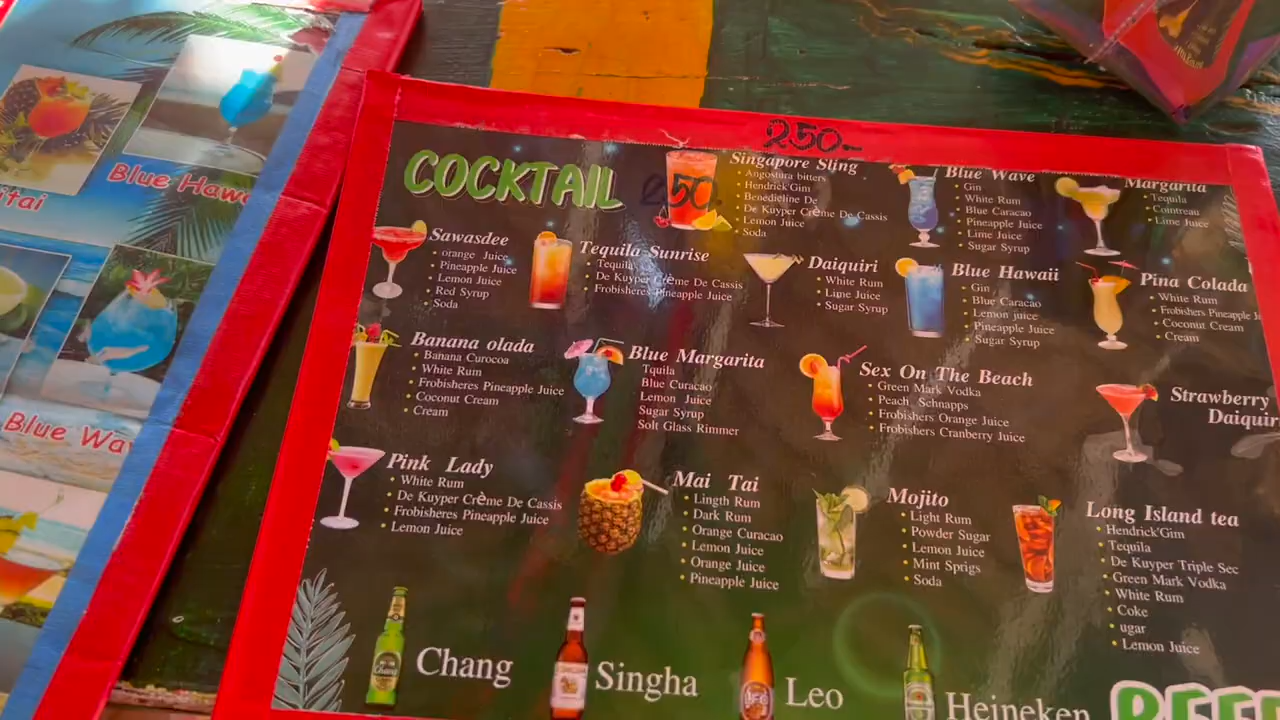 250-
COCKTAIL
250
Singapore Sling
Angostura bitters
Hendrick'Gim
Benedieline De
De Kuyper Crème De Cassis
Lemon Juice
Soda
Blue Wave
Gin
White Rum
Blue Caracao
Pineapple Juice
Lime Juice
Sugar Syrup
Margarita
Tequila
Cointreau
Lime Juice
Sawasdee
orange Juice
Pineapple Juice
Lemon Juice
Red Syrup
Soda
Tequila Sunrise
Tequila
De Kuyper Crème De Cassis
Frobisheres Pineapple Juice
Daiquiri
White Rum
Lime Juice
Sugar Syrup
Blue Hawaii
Gin
Blue Caracao
Lemon juice
Pineapple Juice
Sugar Syrup
Pina Colada
White Rum
Frobishers Pineapple
Coconut Cream
Cream
Banana olada
Banana Curocoa
White Rum
Frobisheres Pineapple Juice
Coconut Cream
Cream
Blue Margarita
Tquila
Blue Curacao
Lemon Juice
Sugar Syrup
Solt Glass Rimmer
Sex On The Beach
Green Mark Vodka
Peach Schnapps
Frobishers Orange Juice
Frobishers Cranberry Juice
Strawberry
Daiquir
Pink Lady
White Rum
De Kuyper Crème De Cassis
Frobisheres Pineapple Juice
Lemon Juice
Mai Tai
Lingth Rum
Dark Rum
Orange Curacao
Lemon Juice
Orange Juice
Pineapple Juice
Mojito
Light Rum
Powder Sugar
Lemon Juice
Mint Sprigs
Soda
Long Island tea
Hendrick'Gim
Tequila
De Kuyper Triple Sec
Green Mark Vodka
White Rum
Coke
ugar
Lemon Juice
Chang
Singha
Leo
Heineken
BEE
itai
Blue Haw
Blue Wa